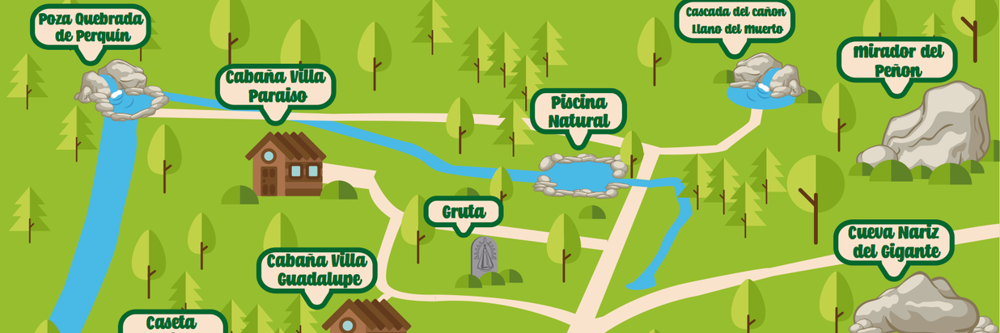 Poza Quebrada
de Perquín
Cascada del cañon
Llano del Muerto
Mirador del
Peñon
Cabaña Villa
Paraiso
Piscina
Natural
Gruta
Cueva Nariz
del Gigante
Cabaña Villa
Guadalupe
Caseta